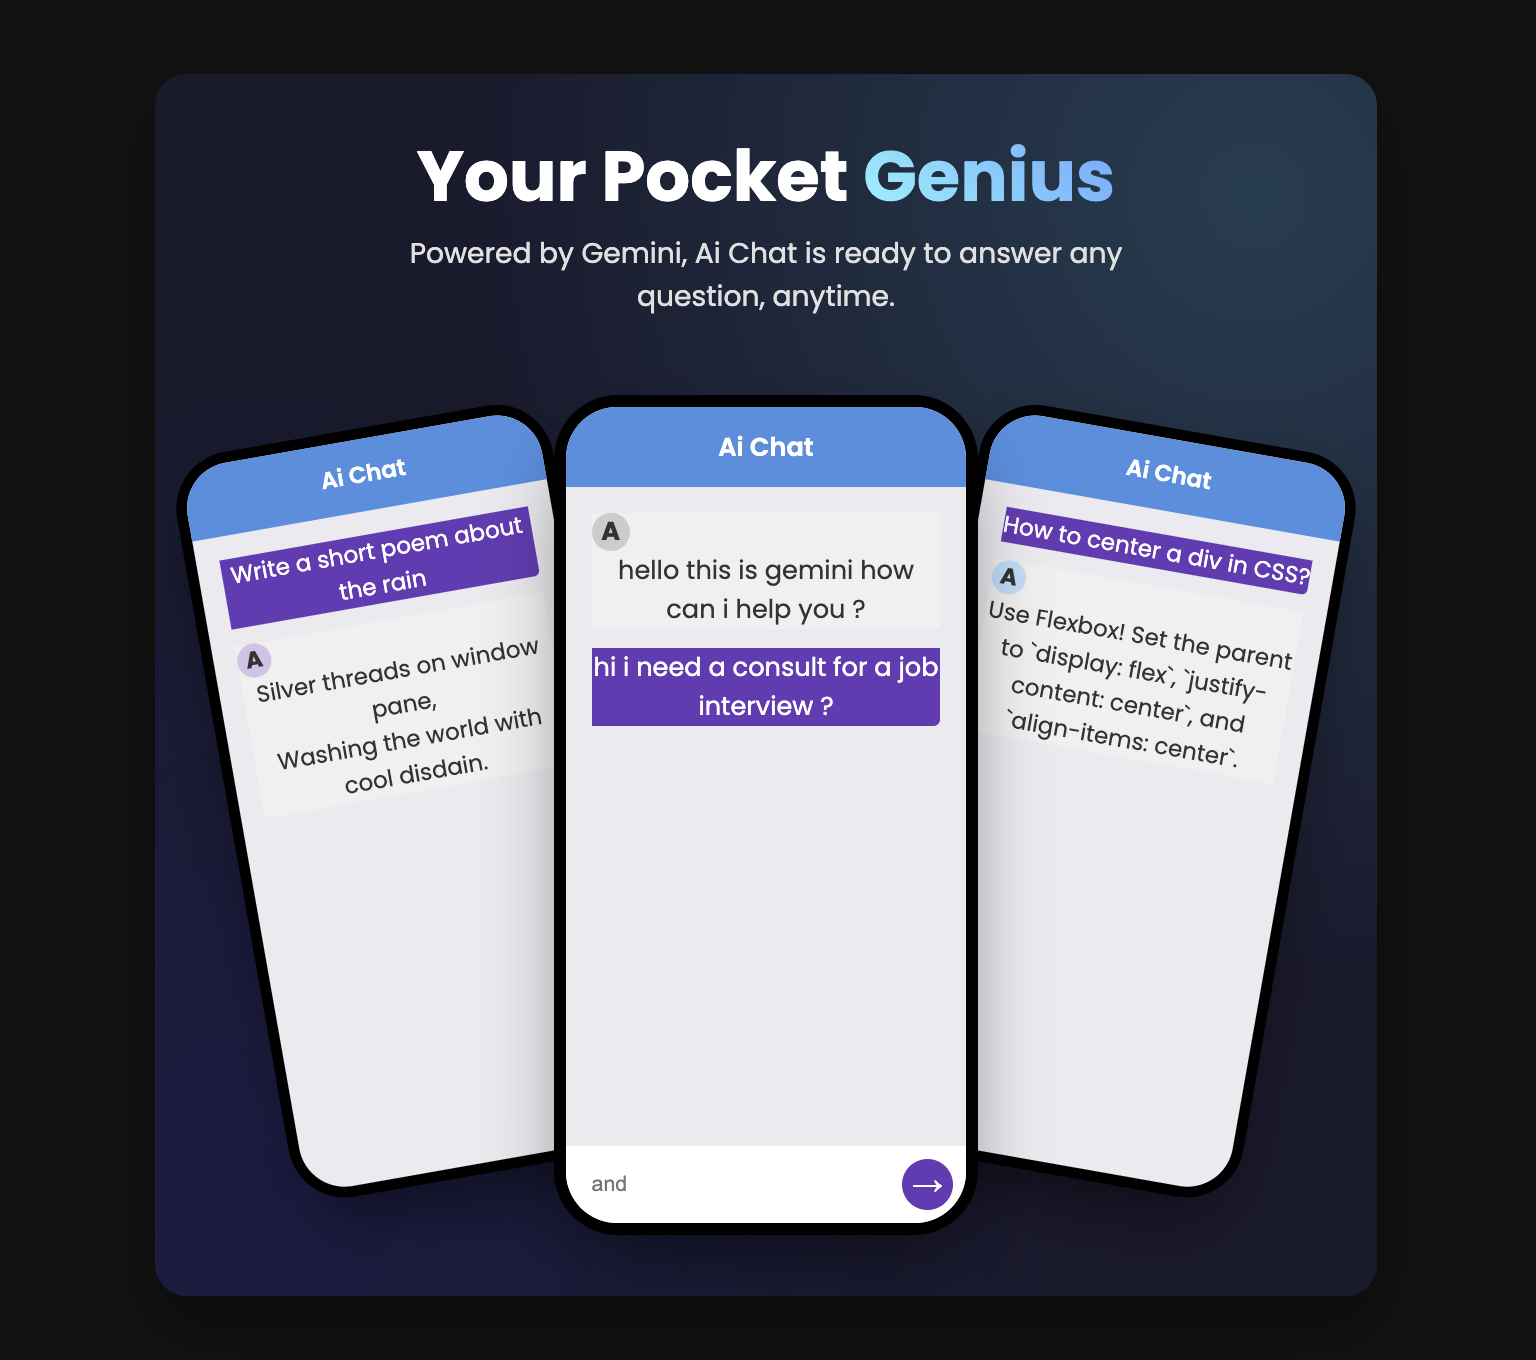 Your Pocket Genius
Powered by Gemini, Ai Chat is ready to answer any
question, anytime.
Ai Chat
Write a short poem about
the rain
A
Silver threads on window
pane,
Washing the world with
cool disdain.
Ai Chat
A
hello this is gemini how
can i help you ?
hi i need a consult for a job
interview ?
and
Ai Chat
How to center a div in CSS?
A
Use Flexbox! Set the parent
to `display: flex`, `justify-
content: center`, and
`align-items: center`.